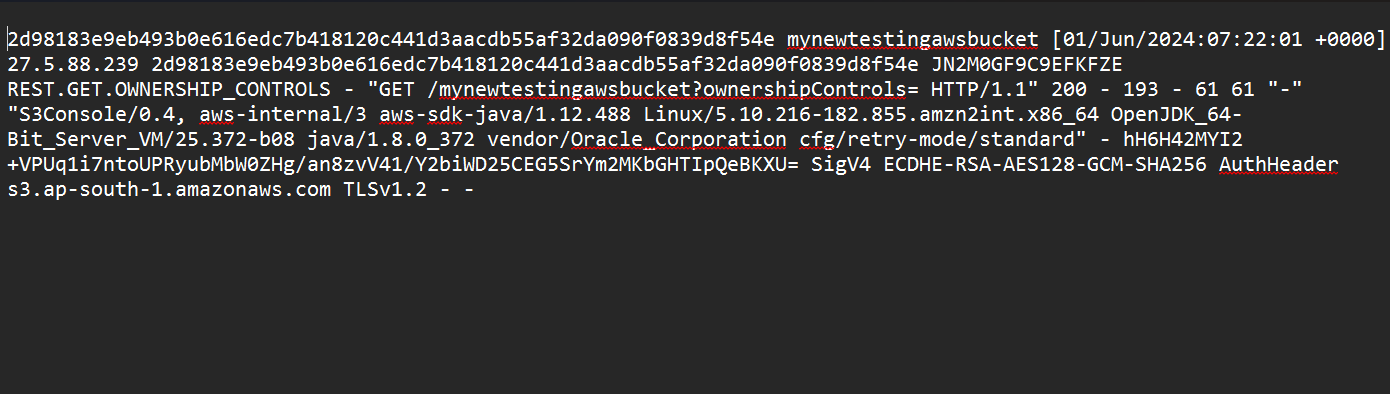 2d98183e9eb493b0e616edc7b418120c441d3aacdb55af32da090f0839d8f54e mynewtestingawsbucket [01/Jun/2024:07:22:01 +0000]
27.5.88.239 2d98183e9eb493b0e616edc7b418120c441d3aacdb55af32da090f0839d8f54e JN2M0GF9C9EFKFZE
REST.GET.OWNERSHIP_CONTROLS - "GET /mynewtestingawsbucket?ownershipControls= HTTP/1.1" 200 - 193 - 61 61 "-"
"S3Console/0.4, aws-internal/3 aws-sdk-java/1.12.488 Linux/5.10.216-182.855.amzn2int.x86_64 OpenJDK_64-
Bit_Server_VM/25.372-b08 java/1.8.0_372 vendor/Oracle_Corporation cfg/retry-mode/standard" - hH6H42MYI2
+VPUq1i7ntoUPRyubMbW0ZHg/an8zvV41/Y2biWD25CEG5SrYm2MKbGHTIpQeBKXU= SigV4 ECDHE-RSA-AES128-GCM-SHA256 AuthHeader
s3.ap-south-1.amazonaws.com TLSv1.2 - -